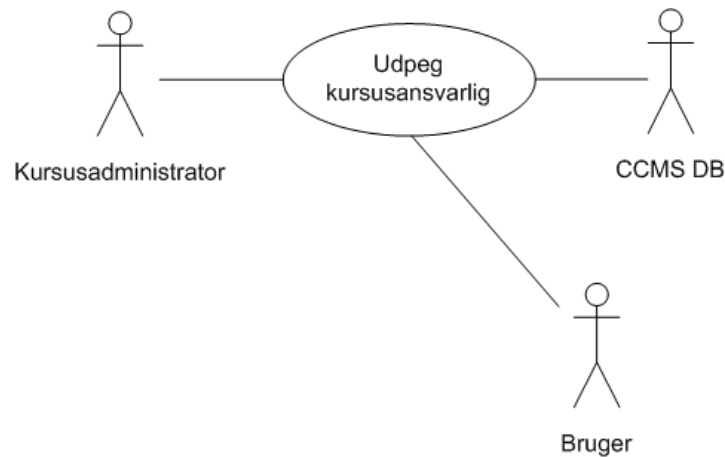 Udpeg
kursusansvarlig
Kursusadministrator
CCMS DB
Bruger